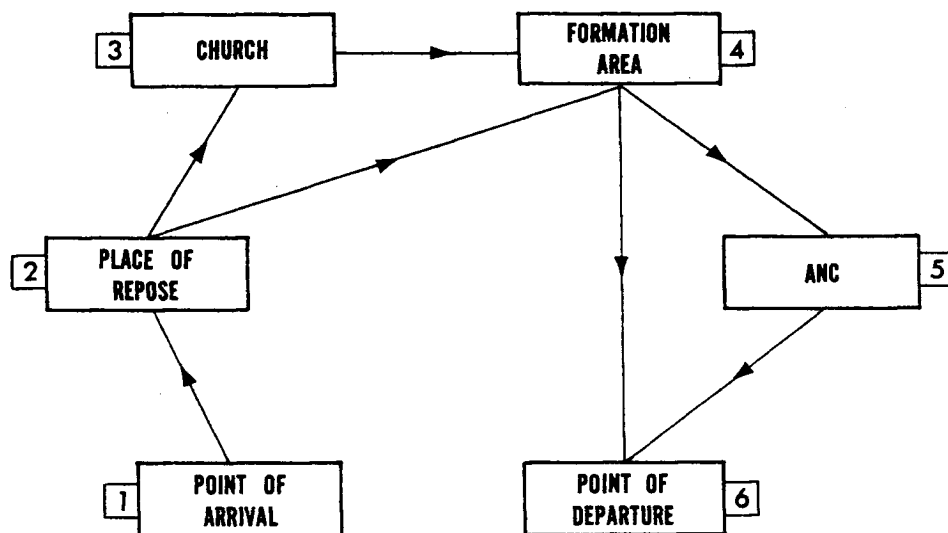 3
CHURCH
FORMATION
AREA
4
2
PLACE OF
REPOSE
ANC
5
1
POINT OF
ARRIVAL
POINT OF
DEPARTURE
6